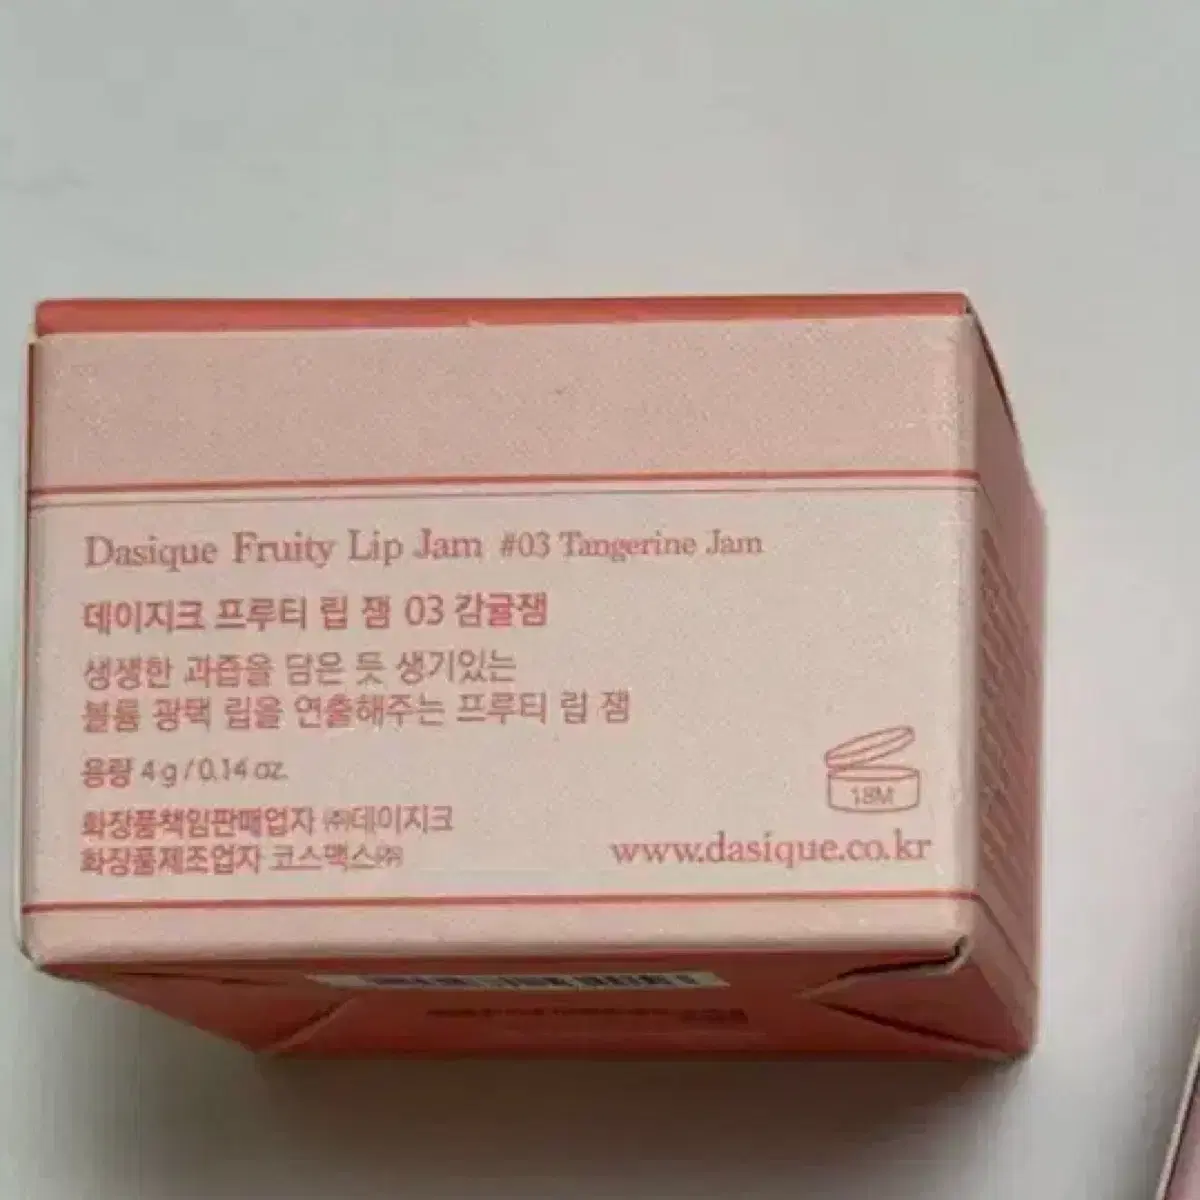 Dasique Fruity Lip Jam #03 Tangerine Jam
데이지크 프루티 립 잼 03 감귤잼
생생한 과즙을 담은 듯 생기있는
볼륨 광택 립을 연출해주는 프루티 립 잼
용량 4 g / 0.14 oz.
화장품책임판매업자 ㈜데이지크
화장품제조업자 코스맥스㈜
18M
www.dasique.co.kr